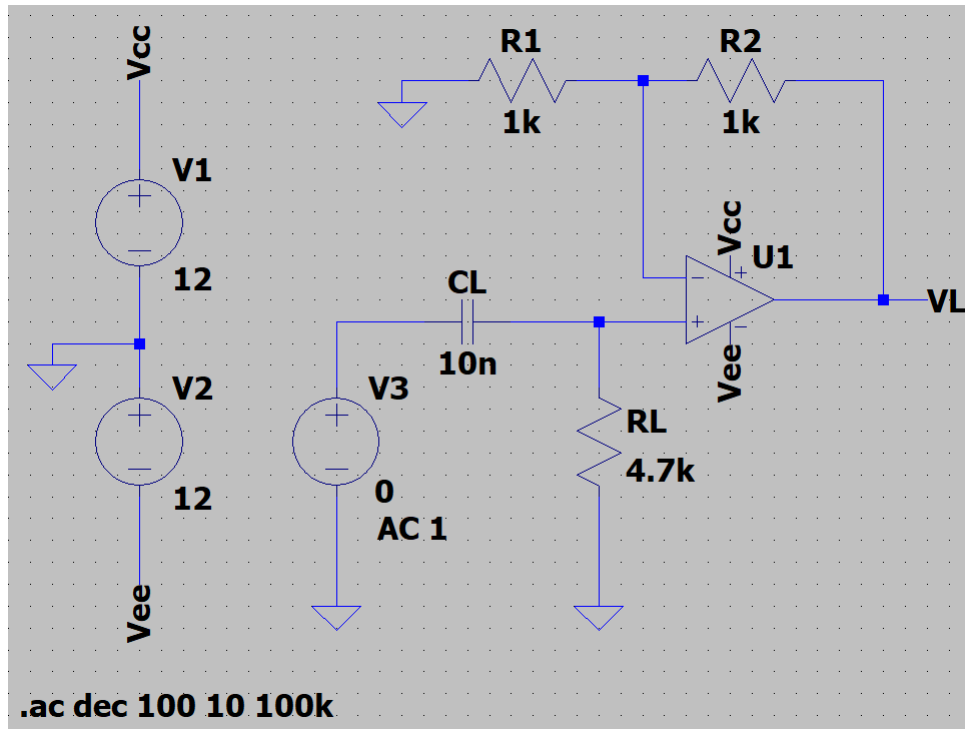 Vcc
V1
12
V2
12
Vee
R1
1k
R2
1k
Vcc
U1
Vee
VL
CL
10n
V3
0
AC 1
RL
4.7k
.ac dec 100 10 100k